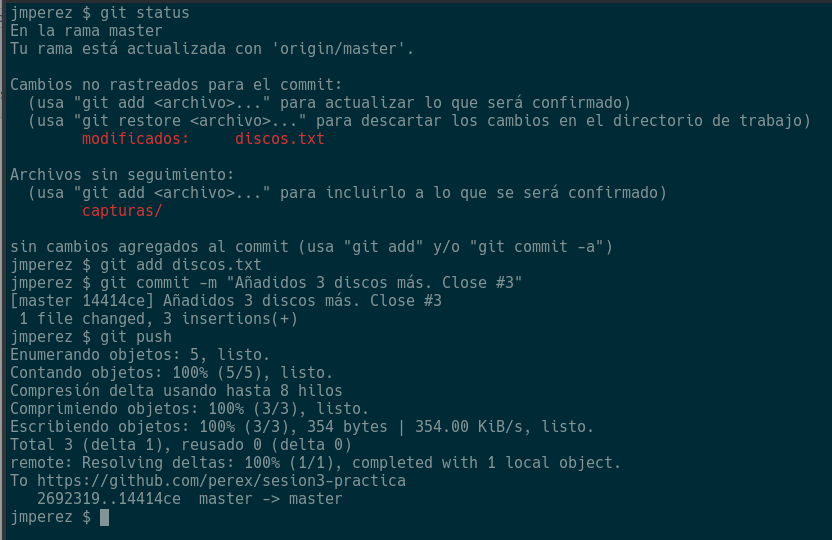 jmperez $ git status
En la rama master
Tu rama está actualizada con 'origin/master'.
Cambios no rastreados para el commit:
  (usa "git add <archivo>..." para actualizar lo que será confirmado)
  (usa "git restore <archivo>..." para descartar los cambios en el directorio de trabajo)
        modificados:     discos.txt
Archivos sin seguimiento:
  (usa "git add <archivo>..." para incluirlo a lo que se será confirmado)
        capturas/
sin cambios agregados al commit (usa "git add" y/o "git commit -a")
jmperez $ git add discos.txt
jmperez $ git commit -m "Añadidos 3 discos más. Close #3"
[master 14414ce] Añadidos 3 discos más. Close #3
 1 file changed, 3 insertions(+)
jmperez $ git push
Enumerando objetos: 5, listo.
Contando objetos: 100% (5/5), listo.
Compresión delta usando hasta 8 hilos
Comprimiendo objetos: 100% (3/3), listo.
Escribiendo objetos: 100% (3/3), 354 bytes | 354.00 KiB/s, listo.
Total 3 (delta 1), reusado 0 (delta 0)
remote: Resolving deltas: 100% (1/1), completed with 1 local object.
To https://github.com/perex/sesion3-practica
   2692319..14414ce  master -> master
jmperez $